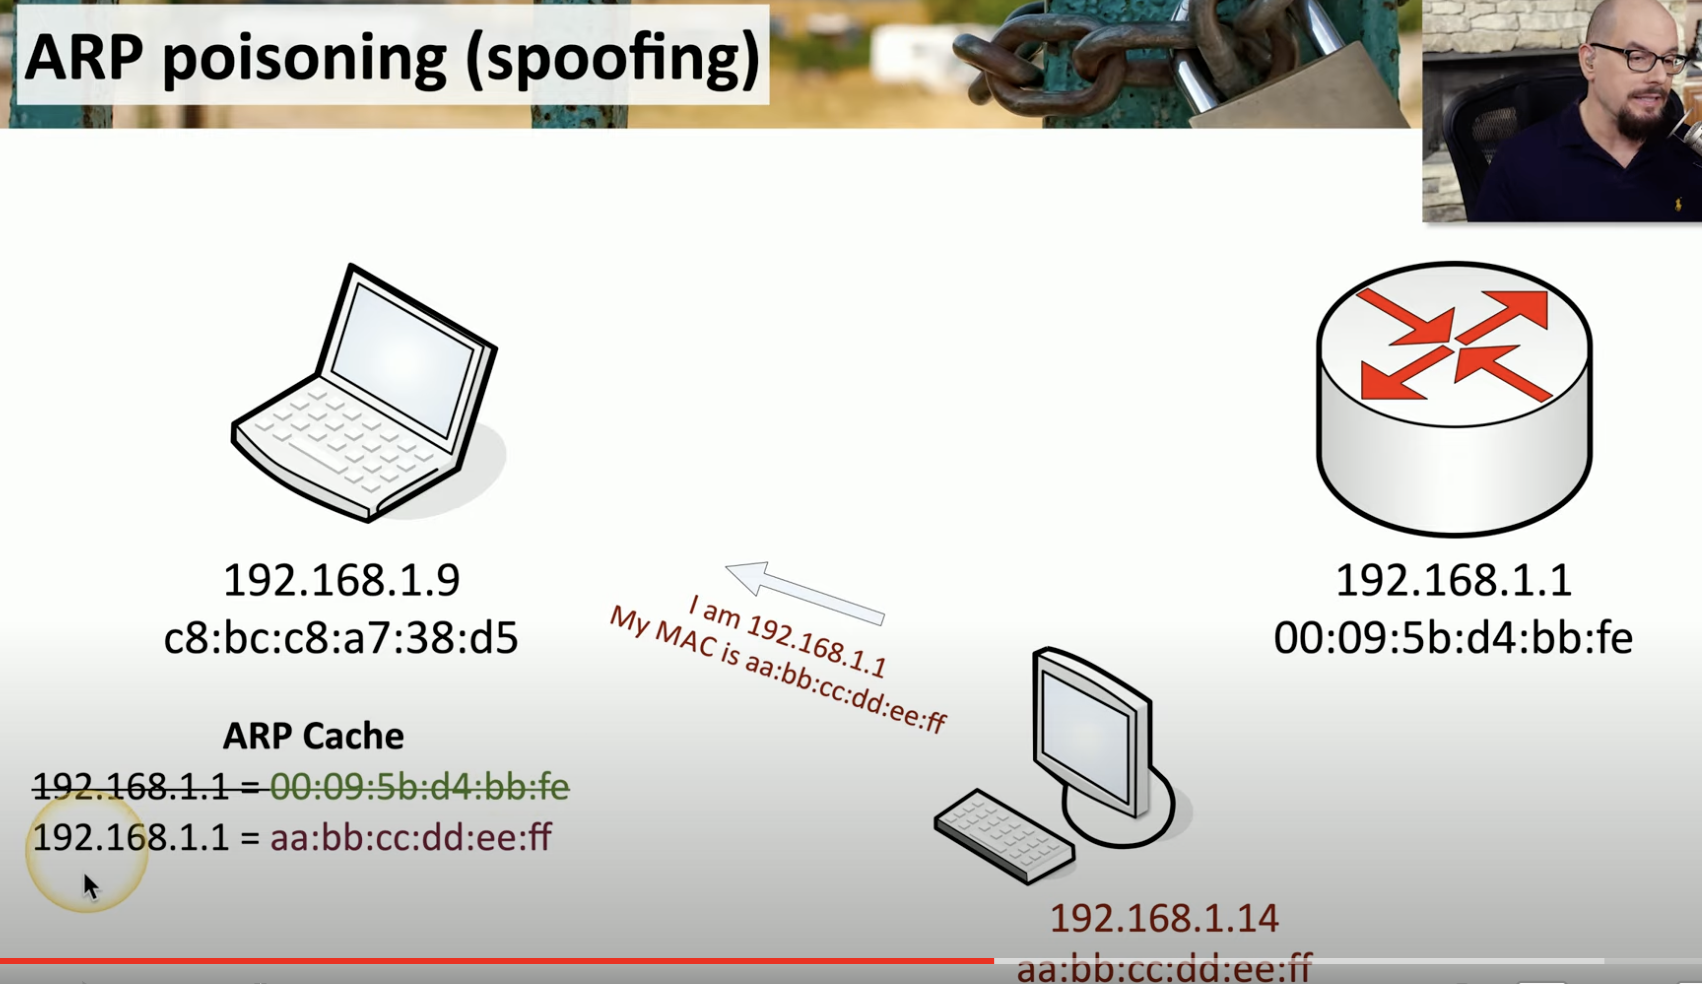 ARP poisoning (spoofing)
192.168.1.9
c8:bc:c8:a7:38:d5
192.168.1.1
00:09:5b:d4:bb:fe
I am 192.168.1.1
My MAC is aa:bb:cc:dd:ee:ff
ARP Cache
192.168.1.1 = 00:09:5b:d4:bb:fe
192.168.1.1 = aa:bb:cc:dd:ee:ff
192.168.1.14
aa:bb:cc:dd:ee:ff